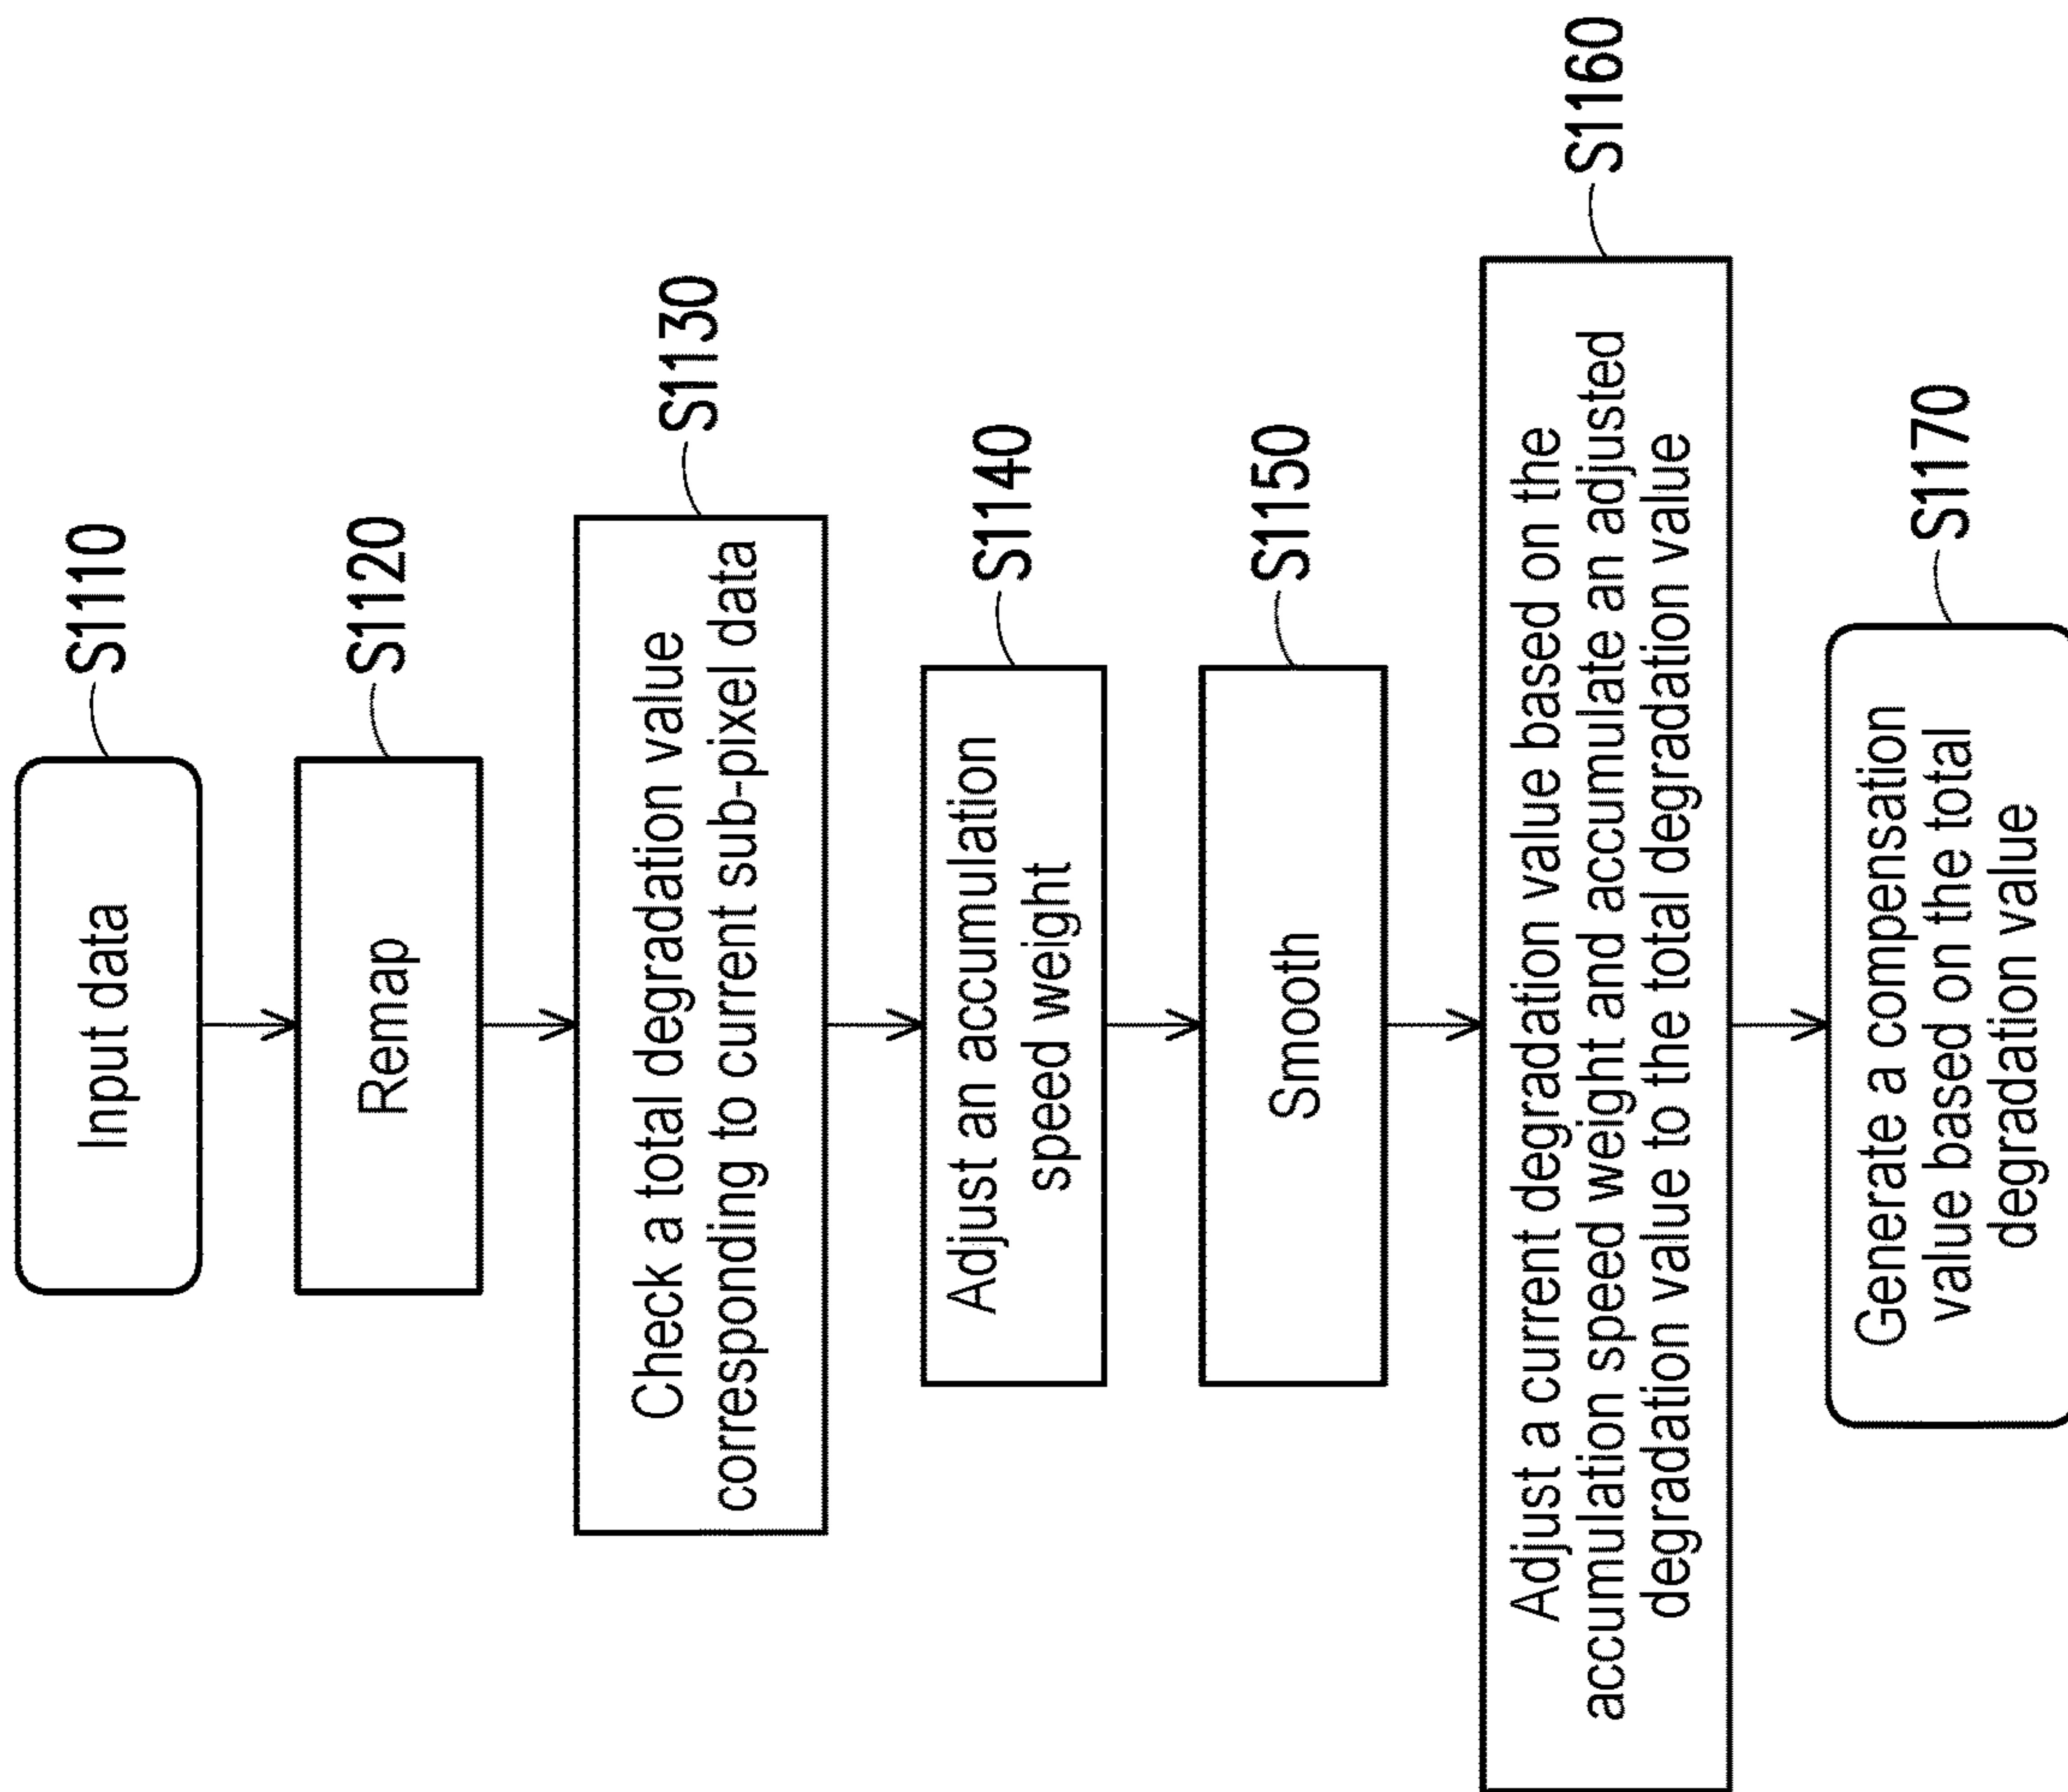 Input data
S1110
Remap
S1120
Check a total degradation value
corresponding to current sub-pixel data
S1130
Adjust an accumulation
speed weight
S1140
Smooth
S1150
Adjust a current degradation value based on the
accumulation speed weight and accumulate an adjusted
degradation value to the total degradation value
S1160
Generate a compensation
value based on the total
degradation value
S1170